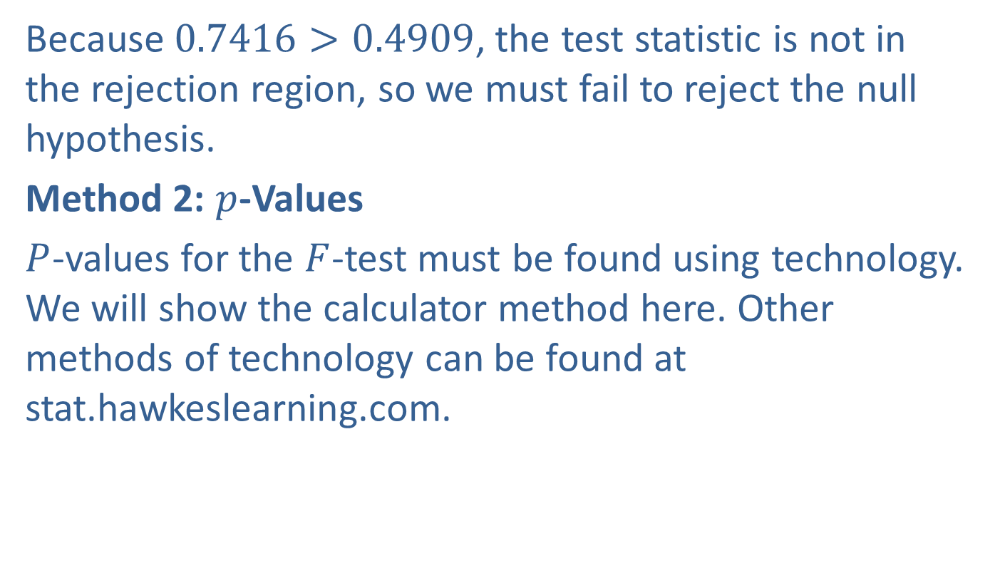 Because 0.7416 > 0.4909, the test statistic is not in
the rejection region, so we must fail to reject the null
hypothesis.
Method 2: p-Values
P-values for the F-test must be found using technology.
We will show the calculator method here. Other
methods of technology can be found at
stat.hawkeslearning.com.